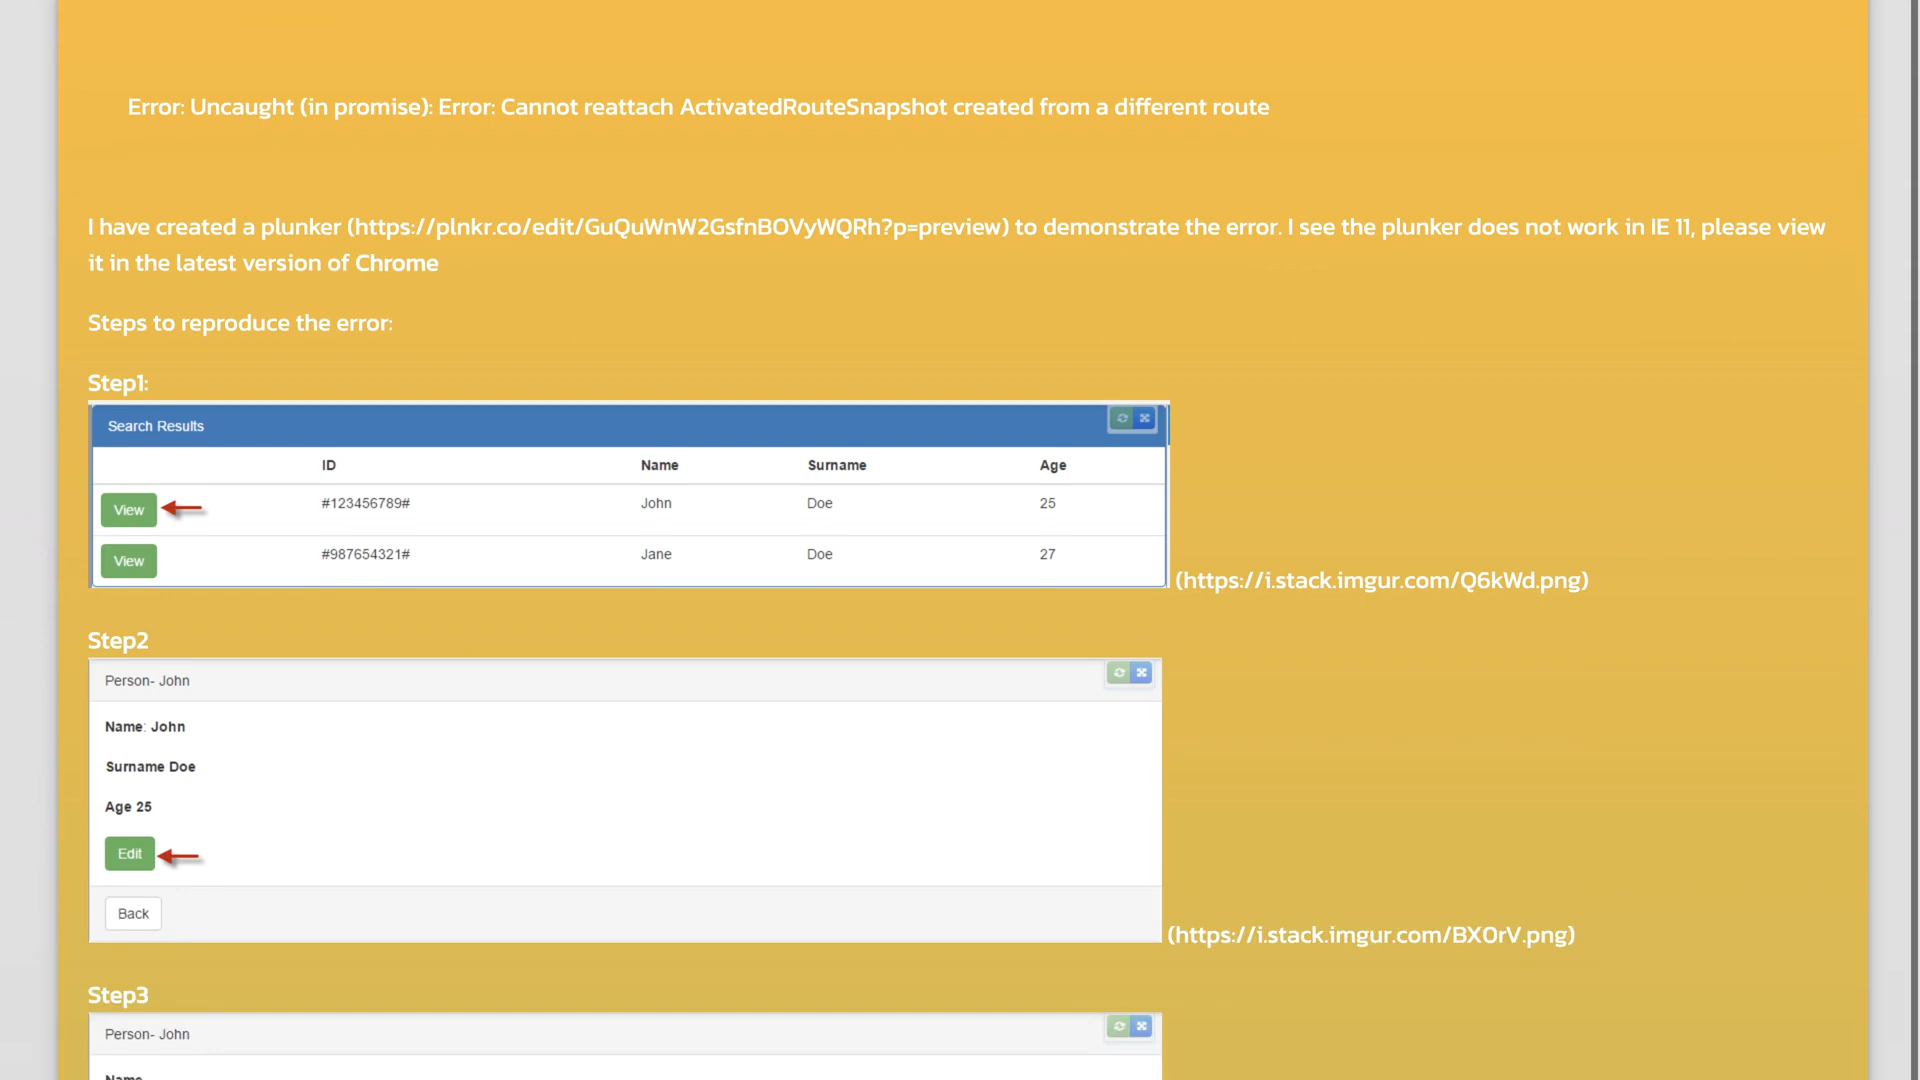 Error: Uncaught (in promise): Error: Cannot reattach ActivatedRouteSnapshot created from a different route
I have created a plunker (https://plnkr.co/edit/GuQuWnW2GsfnBOVyWQRh?p=preview) to demonstrate the error. I see the plunker does not work in IE 11, please view
it in the latest version of Chrome
Steps to reproduce the error:
Step1:
Search Results
ID Name Surname Age
View #123456789# John Doe 25
View #987654321# Jane Doe 27
(https://i.stack.imgur.com/Q6kWd.png)
Step2
Person- John
Name: John
Surname Doe
Age 25
Edit
Back
(https://i.stack.imgur.com/BX0rV.png)
Step3
Person- John
Name